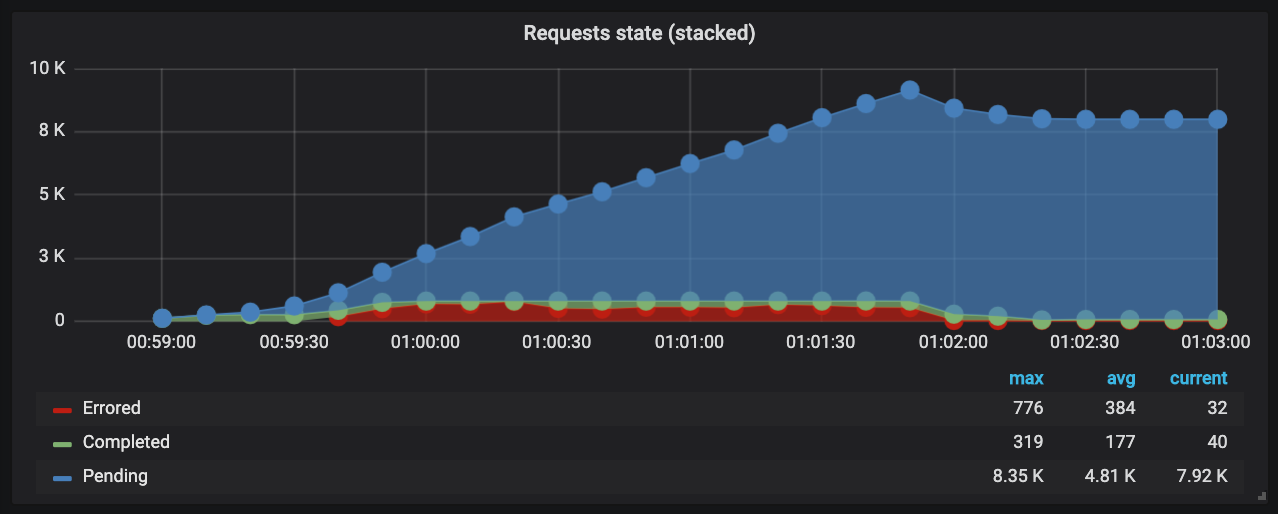 Requests state (stacked)
10 K
8 K
5 K
3 K
0
00:59:00 00:59:30 01:00:00 01:00:30 01:01:00 01:01:30 01:02:00 01:02:30 01:03:00
max avg current
Errored 776 384 32
Completed 319 177 40
Pending 8.35 K 4.81 K 7.92 K